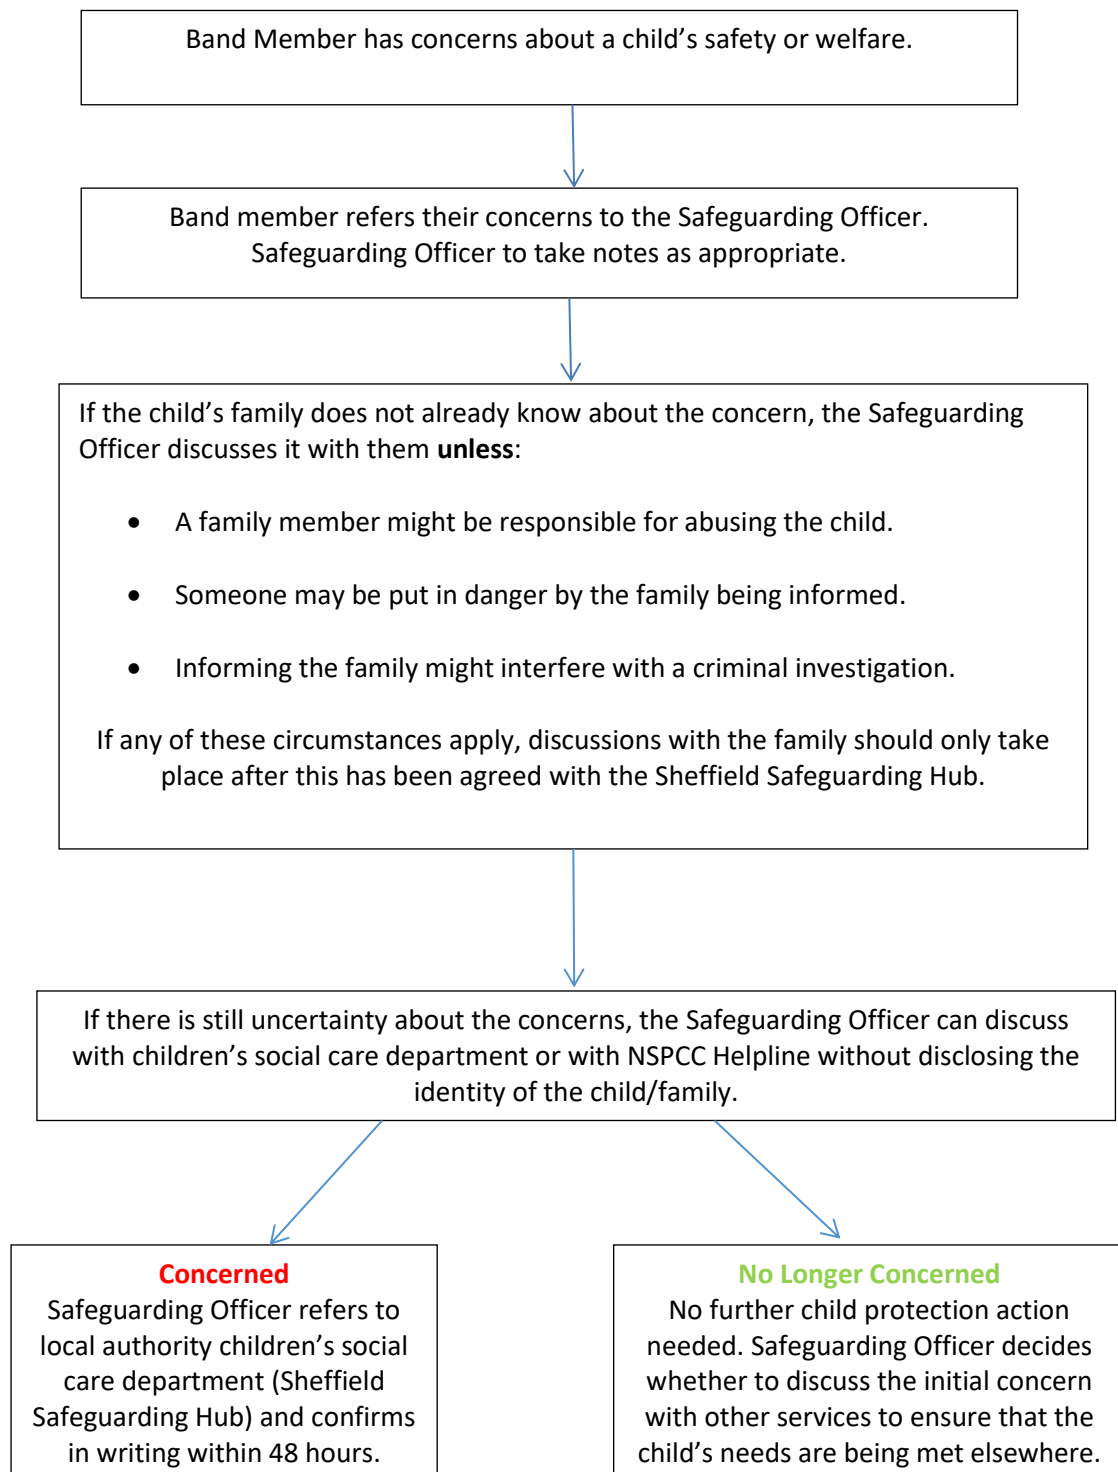 Band Member has concerns about a child’s safety or welfare.
Band member refers their concerns to the Safeguarding Officer.
Safeguarding Officer to take notes as appropriate.
If the child’s family does not already know about the concern, the Safeguarding
Officer discusses it with them unless:
• A family member might be responsible for abusing the child.
• Someone may be put in danger by the family being informed.
• Informing the family might interfere with a criminal investigation.
If any of these circumstances apply, discussions with the family should only take
place after this has been agreed with the Sheffield Safeguarding Hub.
If there is still uncertainty about the concerns, the Safeguarding Officer can discuss
with children’s social care department or with NSPCC Helpline without disclosing the
identity of the child/family.
Concerned
Safeguarding Officer refers to
local authority children’s social
care department (Sheffield
Safeguarding Hub) and confirms
in writing within 48 hours.
No Longer Concerned
No further child protection action
needed. Safeguarding Officer decides
whether to discuss the initial concern
with other services to ensure that the
child’s needs are being met elsewhere.